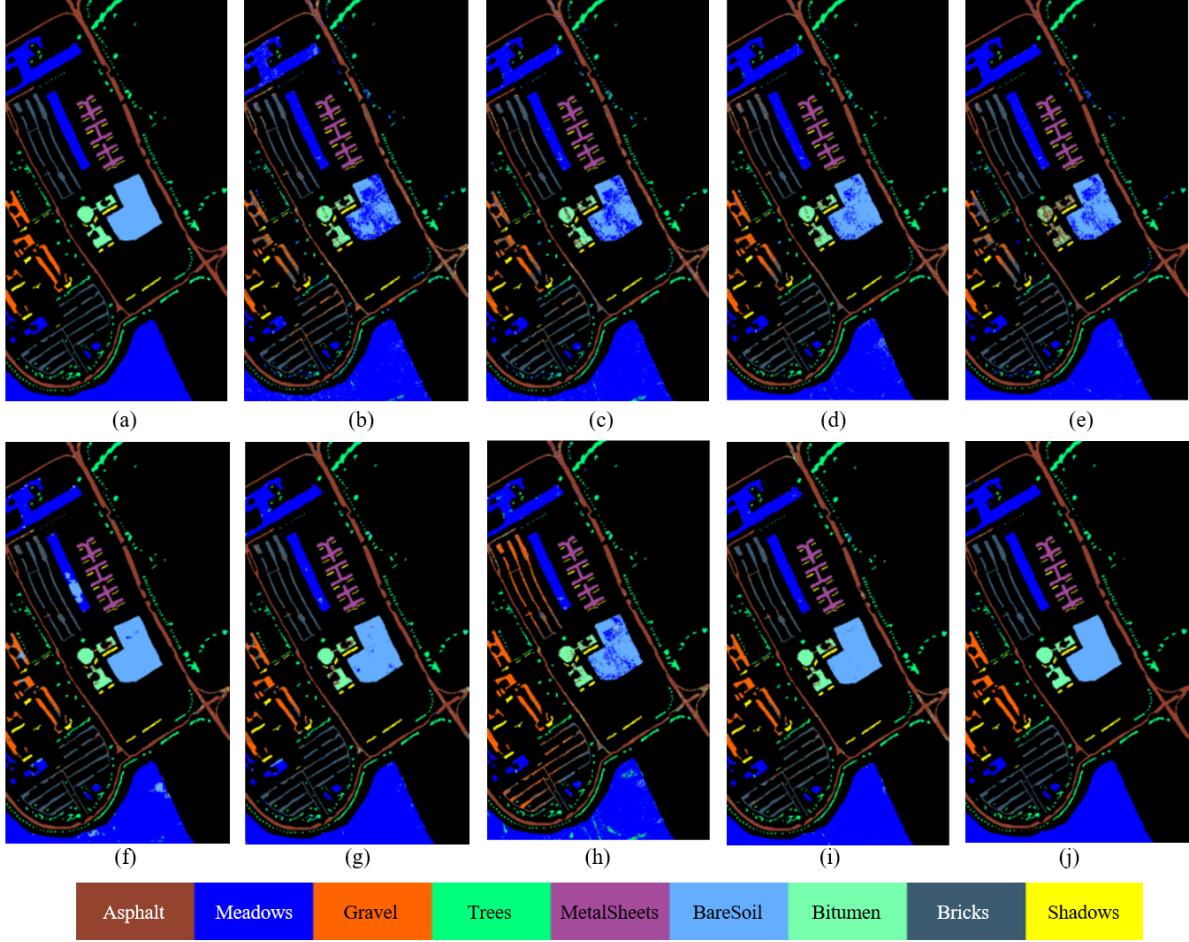 (a) (b) (c) (d) (e)
(f) (g) (h) (i) (j)
Asphalt Meadows Gravel Trees MetalSheets BareSoil Bitumen Bricks Shadows